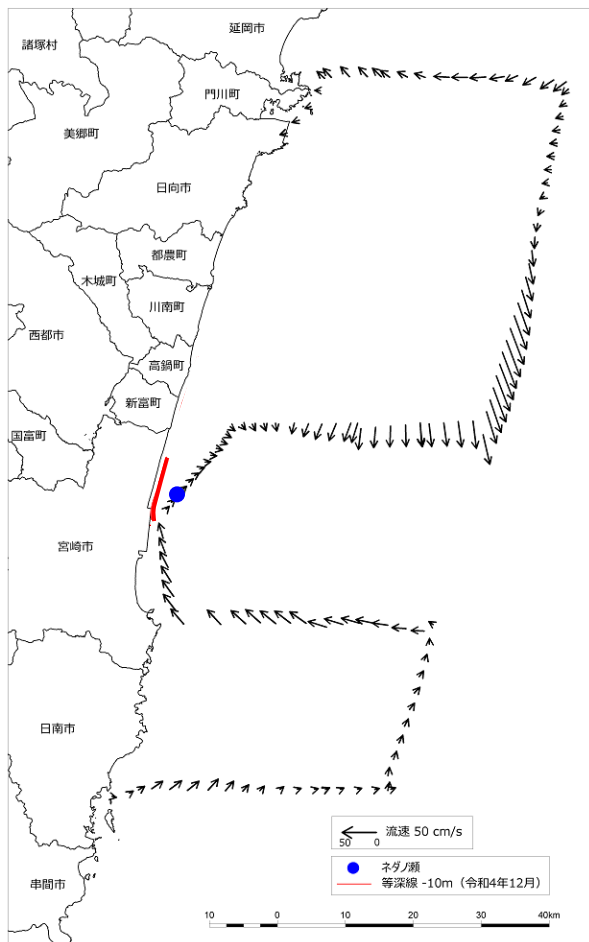 延岡市
諸塚村
門川町
美郷町
日向市
都農町
木城町
川南町
西都市
高鍋町
新富町
国富町
宮崎市
日南市
串間市
流速 50 cm/s
50 0
ネダノ瀬
等深線 -10m（令和4年12月）
10 0 10 20 30 40km